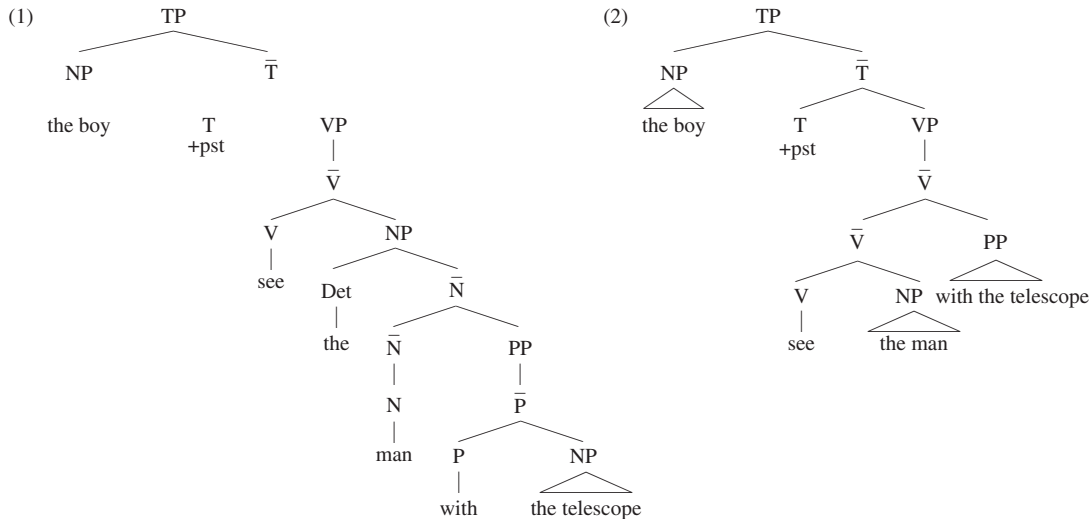 (1) TP (2) TP
NP T̄ NP T̄
the boy T VP the boy T VP
+pst +pst
V̄ V̄
V NP V̄ PP
see Det N̄ V NP with the telescope
the N̄ PP see the man
N P̄
man P NP
with the telescope